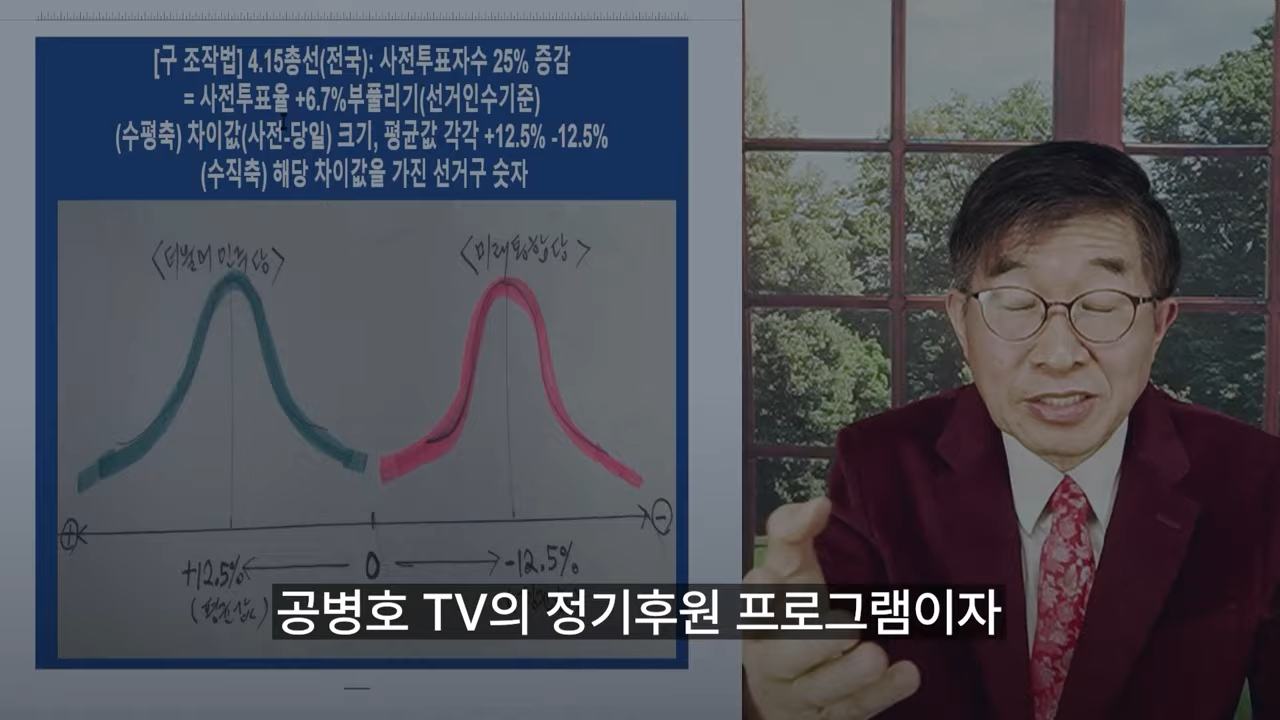 [구 조작법] 4.15총선(전국): 사전투표자수 25% 증감
= 사전투표율 +6.7%부풀리기(선거인수기준)
(수평축) 차이값(사전-당일) 크기, 평균값 각각 +12.5% -12.5%
(수직축) 해당 차이값을 가진 선거구 숫자
<더불어민주당>
<미래통합당>
+
-
+12.5%
0
-12.5%
(평균값)
공병호 TV의 정기후원 프로그램이자